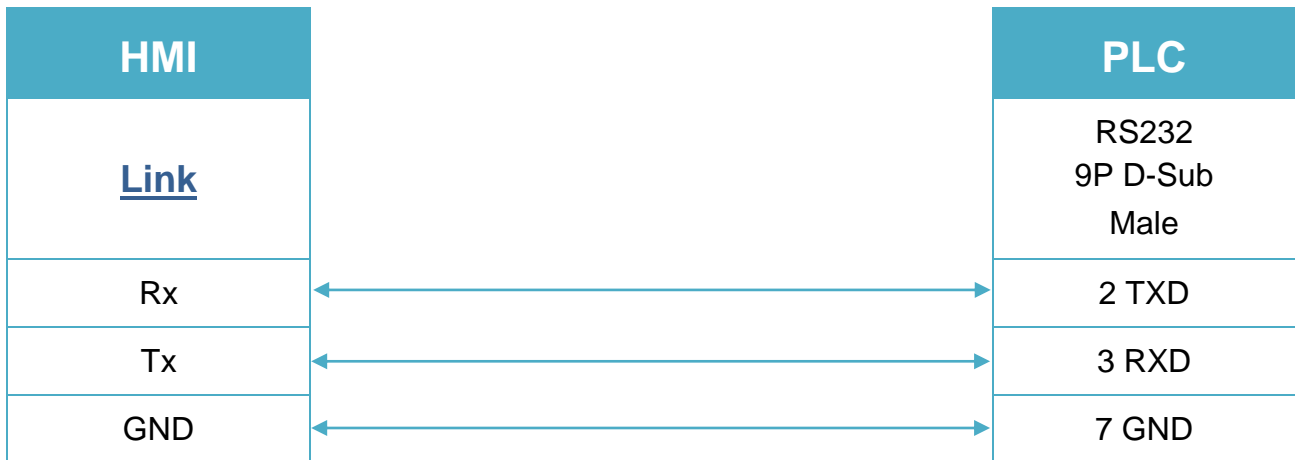 HMI
PLC
Link
RS232
9P D-Sub
Male
Rx
2 TXD
Tx
3 RXD
GND
7 GND